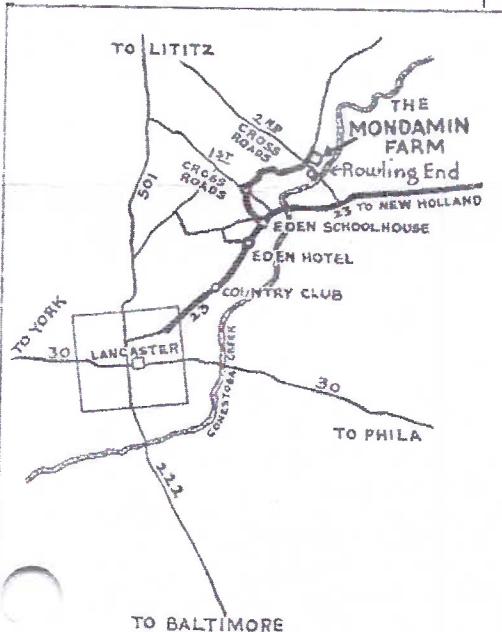 TO LITITZ
THE
MONDAMIN
FARM
2ND
CROSS
ROADS
1ST
CROSS
ROADS
Rowling End
501
23 TO NEW HOLLAND
EDEN SCHOOLHOUSE
EDEN HOTEL
COUNTRY CLUB
23
TO YORK
30
LANCASTER
CONESTOGA CREEK
30
TO PHILA
222
TO BALTIMORE